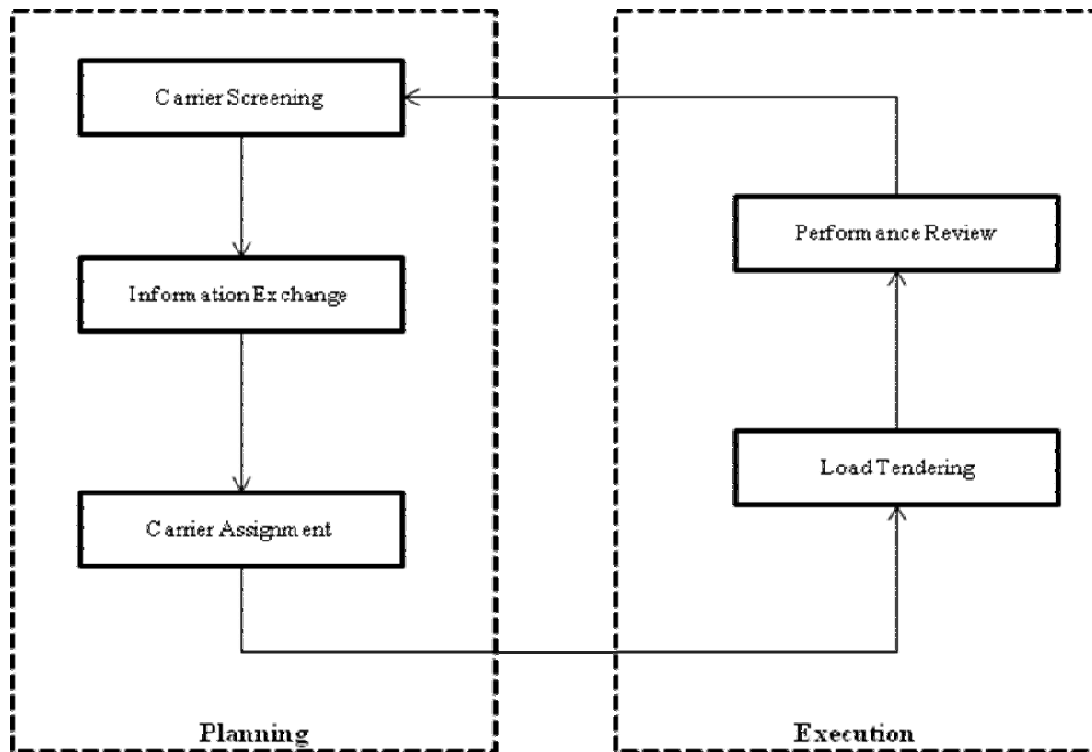 Carrier Screening
Information Exchange
Carrier Assignment
Planning
Performance Review
Load Tendering
Execution